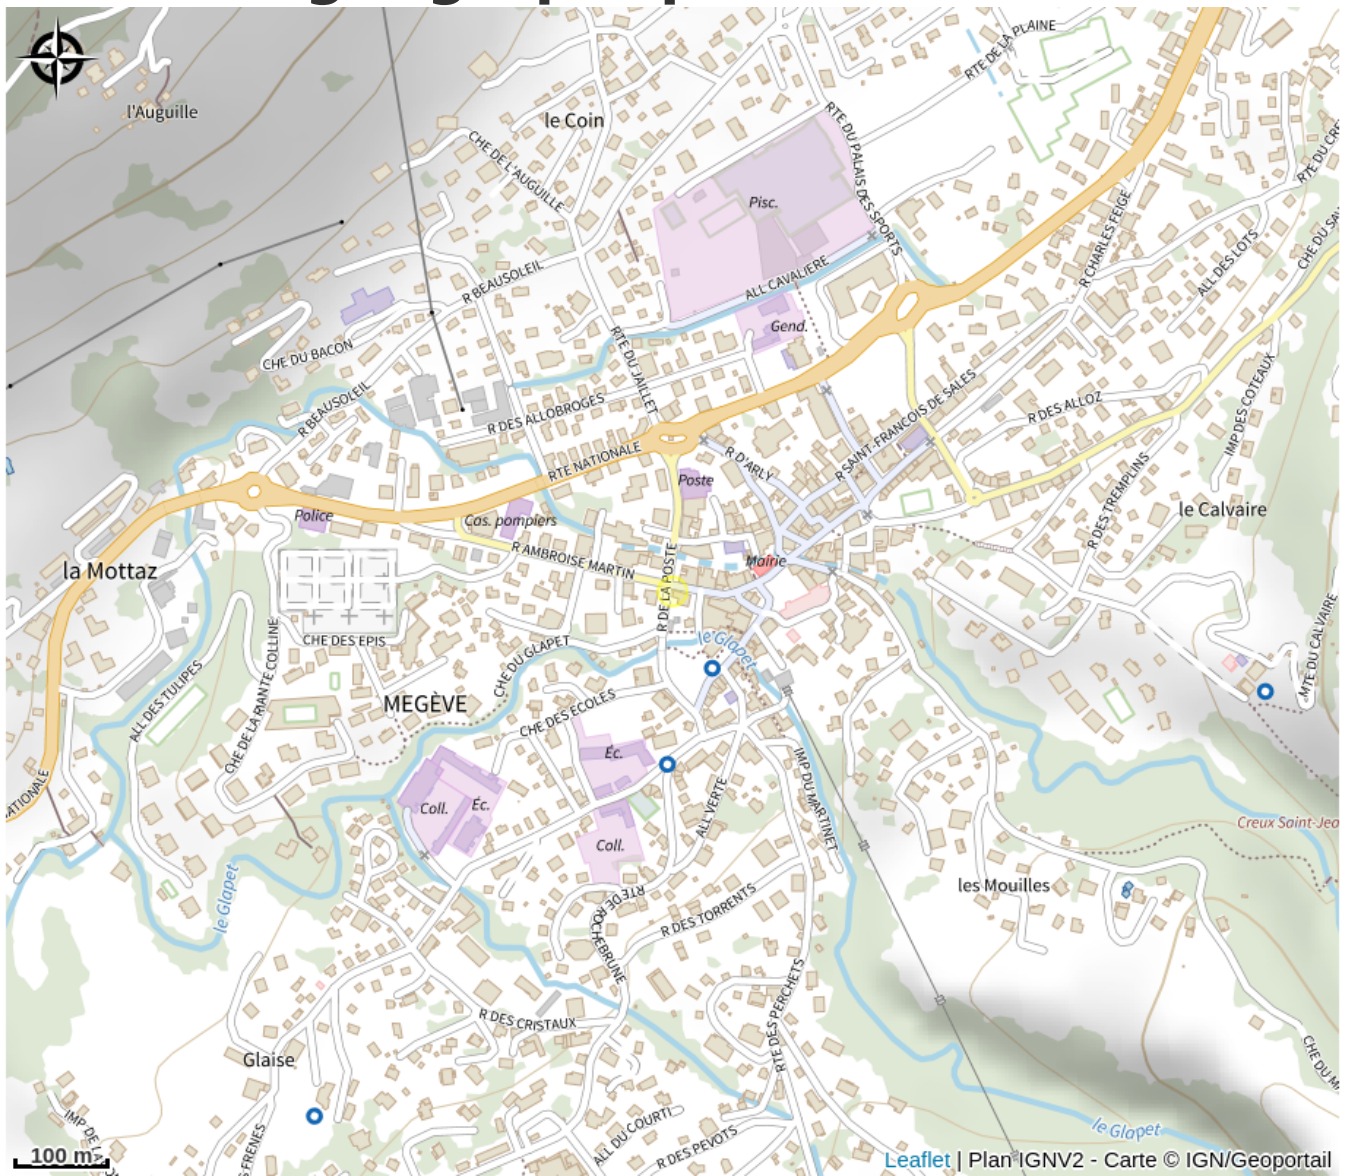 l'Auguille
le Coin
CHE DE L'AUGUILLE
RTE DE LA PLAINE
RTE DU PALAIS DES SPORTS
Pisc.
R CHARLES FEIGE
ALL DES LOTS
R BEAUSOLEIL
ALL CAVALIERE
Gend.
CHE DU BACON
RTE DU JAILLET
R BEAUSOLEIL
R DES ALLOBROGES
R SAINT-FRANCOIS DE SALES
R DES ALLOZ
IMP DES COTEAUX
RTE NATIONALE
R D'ARLY
Poste
R DES TREMPLINS
le Calvaire
Police
Cas. pompiers
R AMBROISE MARTIN
Mairie
R DE LA POSTE
la Mottaz
CHE DES EPIS
CHE DU GLAPET
le Glapet
MTE DU CALVAIRE
ALL DES TULIPES
CHE DE LA RIANTE COLLINE
MEGÈVE
CHE DES ECOLES
Éc.
Coll.
Éc.
Coll.
ALL VERTE
IMP DU MARTINET
Creux Saint-Jea
le Glapet
les Mouilles
RTE DE ROCHEBRUNE
R DES TORRENTS
R DES CRISTAUX
RTE DES PERCHETS
Glaise
ALL DU COURTI
R DES PEVOTS
le Glapet
100 m
Leaflet | Plan IGNV2 - Carte © IGN/Geoportail